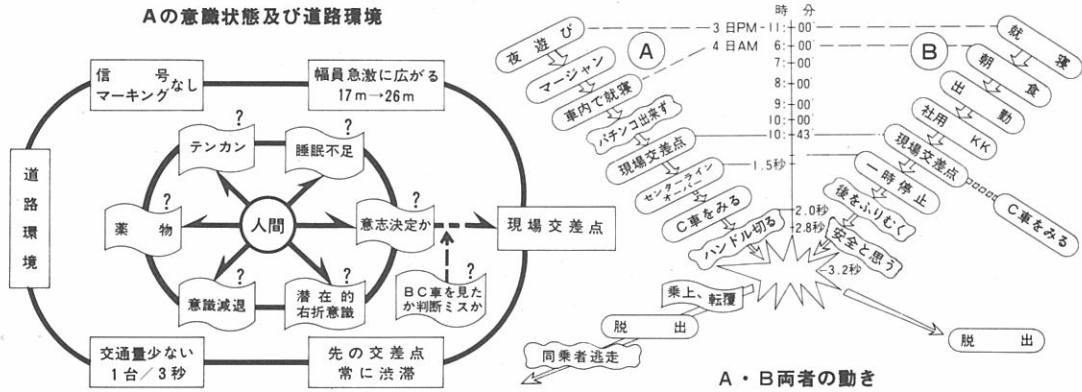 Aの意識状態及び道路環境
信号なし
マーキング
幅員急激に広がる
17m→26m
?
テンカン
?
睡眠不足
道路環境
?
薬物
人間
?
意志決定か
現場交差点
?
意識減退
?
潜在的
右折意識
?
BC車を見た
か判断ミスか
交通量少ない
1台/3秒
先の交差点
常に渋滞
時 分
3日PM-11:00
4日AM 6:00
7:00
8:00
9:00
10:00
10:43
1.5秒
2.0秒
2.8秒
3.2秒
A
夜遊び
マージャン
車内で就寝
パチンコ出来ず
現場交差点
センターライン
オーバー
C車をみる
ハンドル切る
乗上、転覆
脱出
同乗者逃走
B
就寝
朝食
出勤
社用KK
現場交差点
一時停止
後をふりむく
安全と思う
C車をみる
脱出
A・B両者の動き